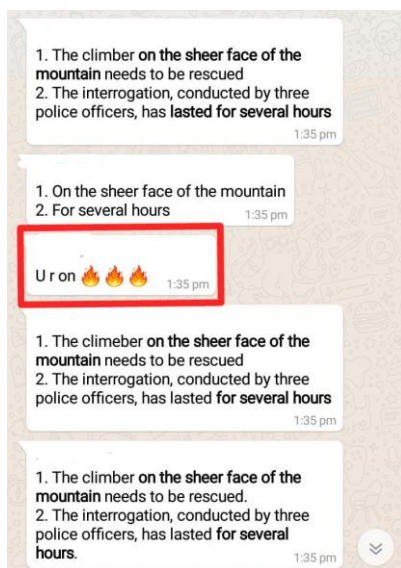 1. The climber on the sheer face of the
mountain needs to be rescued
2. The interrogation, conducted by three
police officers, has lasted for several hours
1:35 pm
1. On the sheer face of the mountain
2. For several hours
1:35 pm
U r on 🔥🔥🔥
1:35 pm
1. The climeber on the sheer face of the
mountain needs to be rescued
2. The interrogation, conducted by three
police officers, has lasted for several hours
1:35 pm
1. The climber on the sheer face of the
mountain needs to be rescued.
2. The interrogation, conducted by three
police officers, has lasted for several
hours.
1:35 pm